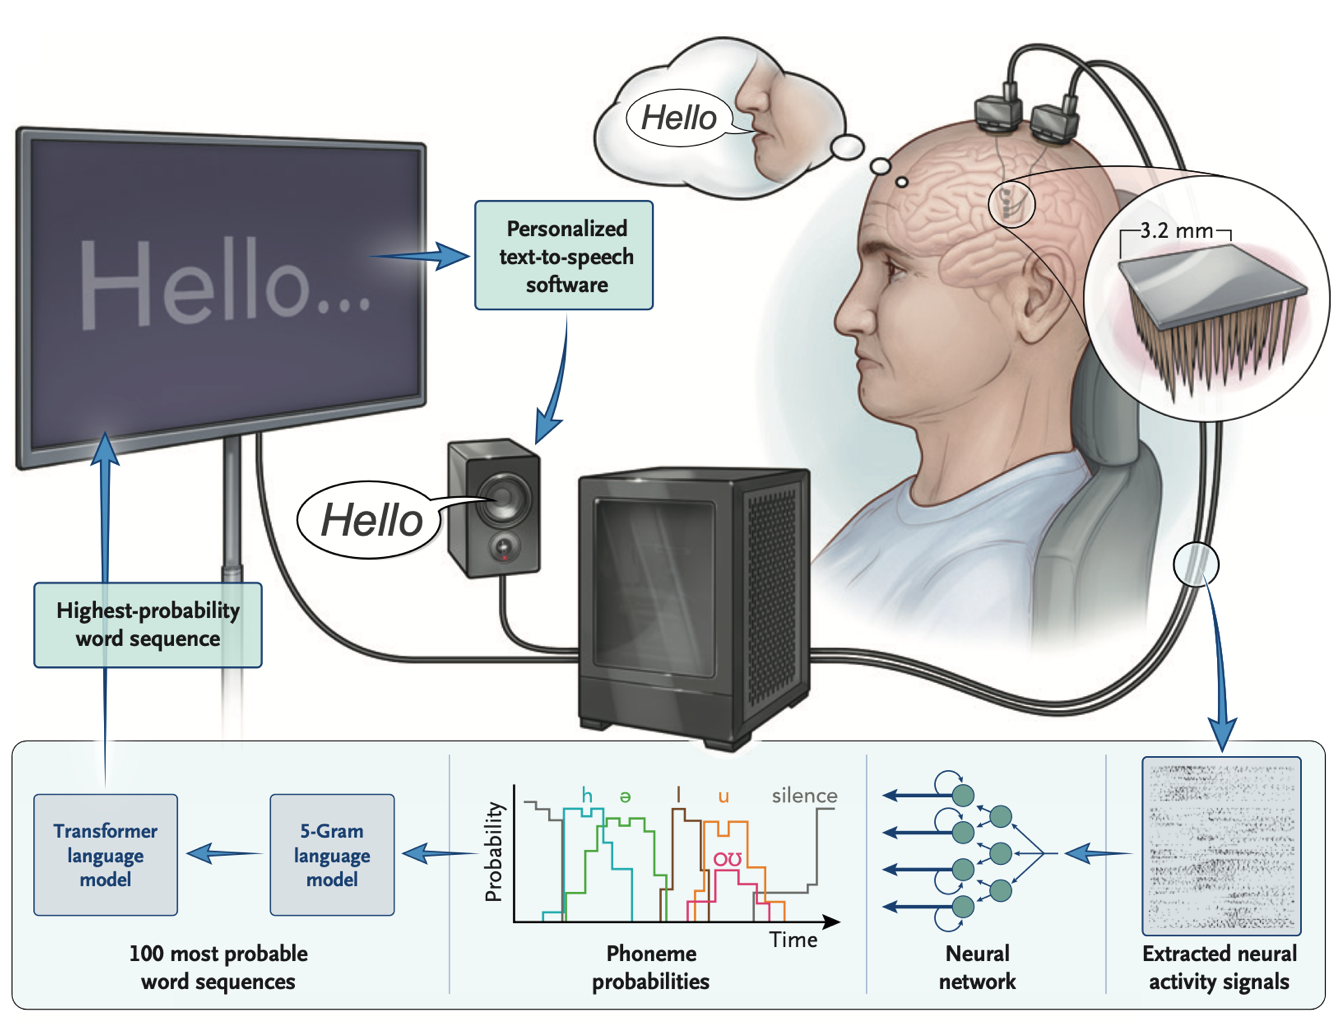 Hello
3.2 mm
Hello...
Personalized
text-to-speech
software
Hello
Highest-probability
word sequence
Transformer
language
model
5-Gram
language
model
100 most probable
word sequences
Probability
h ə l u silence
ʊʊ
Time
Phoneme
probabilities
Neural
network
Extracted neural
activity signals